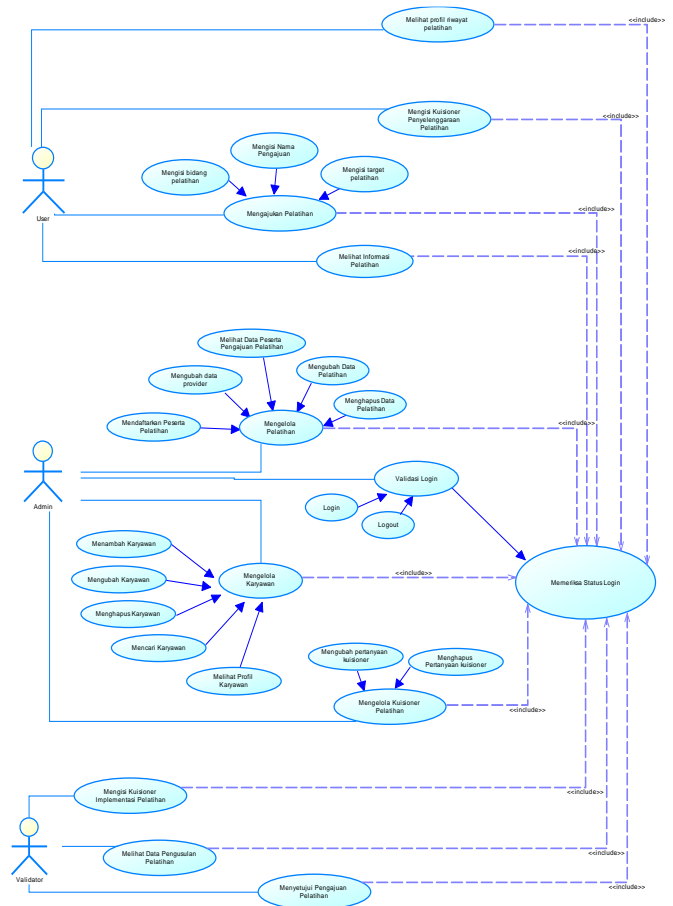 Melihat profil riwayat
pelatihan
<<include>>
Mengisi Kuisioner
Penyelenggaraan
Pelatihan
<<include>>
Mengisi Nama
Pengajuan
Mengisi bidang
pelatihan
Mengisi target
pelatihan
Mengajukan Pelatihan
<<include>>
User
Melihat Informasi
Pelatihan
<<include>>
Melihat Data Peserta
Pengajuan Pelatihan
Mengubah data
provider
Mengubah Data
Pelatihan
Menghapus Data
Pelatihan
Mendaftarkan Peserta
Pelatihan
Mengelola
Pelatihan
<<include>>
Admin
Validasi Login
Login
Logout
Menambah Karyawan
Mengubah Karyawan
Menghapus Karyawan
Mencari Karyawan
Melihat Profil
Karyawan
Mengelola
Karyawan
<<include>>
Memeriksa Status Login
Mengubah pertanyaan
kuisioner
Menghapus
Pertanyaan kuisioner
Mengelola Kuisioner
Pelatihan
<<include>>
Mengisi Kuisioner
Implementasi Pelatihan
<<include>>
Melihat Data Pengusulan
Pelatihan
<<include>>
Validator
Menyetujui Pengajuan
Pelatihan
<<include>>